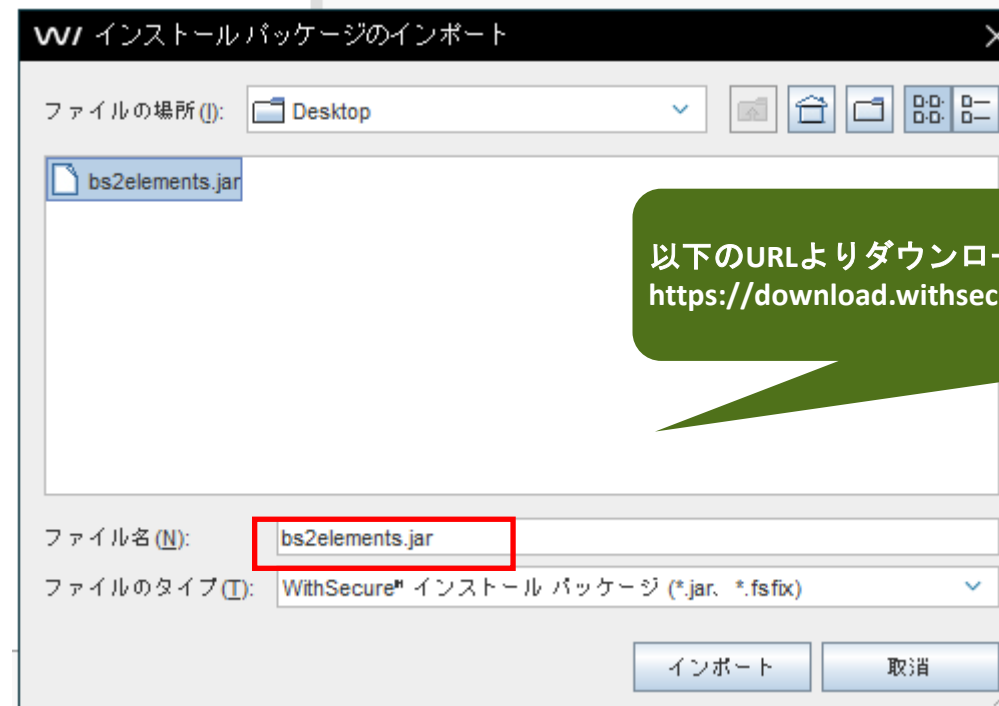 インストール パッケージのインポート
ファイルの場所(I): Desktop
bs2elements.jar
以下のURLよりダウンロー
https://download.withsec
ファイル名(N): bs2elements.jar
ファイルのタイプ(T): WithSecure™ インストール パッケージ (*.jar、*.fsfix)
インポート 取消